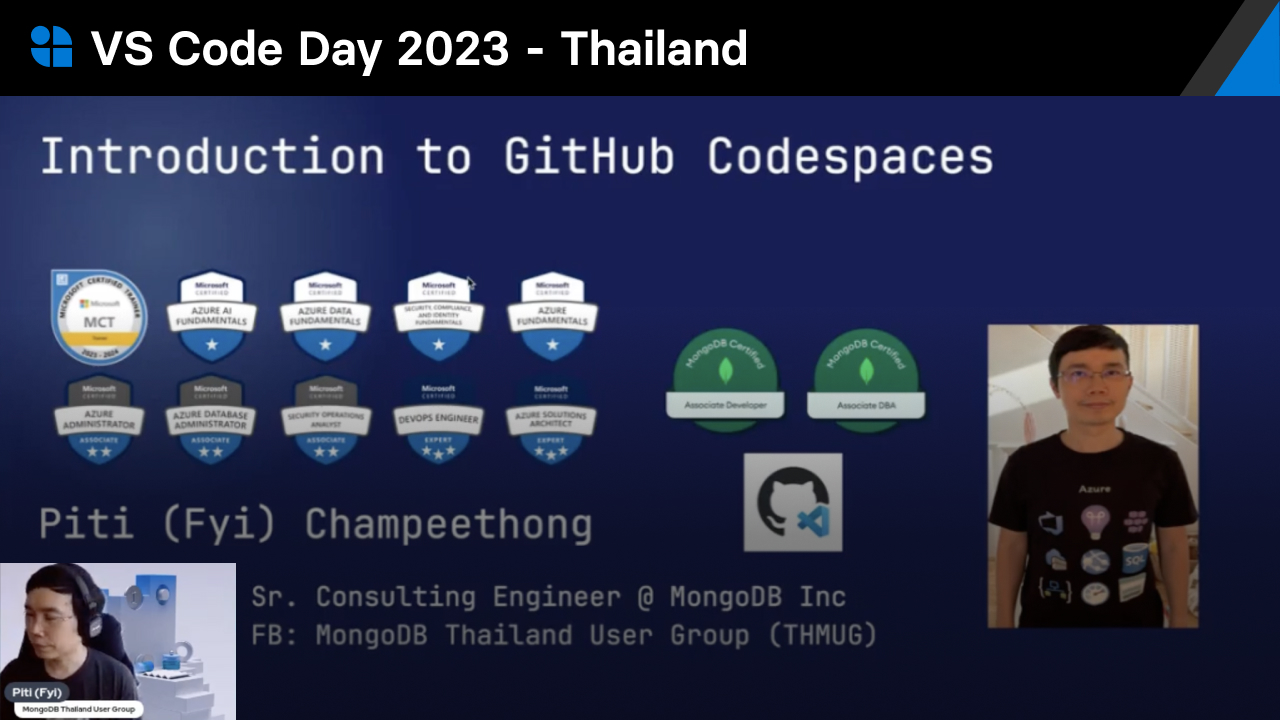 VS Code Day 2023 - Thailand
Introduction to GitHub Codespaces
MICROSOFT CERTIFIED TRAINER
Microsoft
MCT
2023 - 2024
Microsoft
CERTIFIED
AZURE AI
FUNDAMENTALS
Microsoft
CERTIFIED
AZURE DATA
FUNDAMENTALS
Microsoft
CERTIFIED
SECURITY, COMPLIANCE,
AND IDENTITY
FUNDAMENTALS
Microsoft
CERTIFIED
AZURE
FUNDAMENTALS
Microsoft
CERTIFIED
AZURE
ADMINISTRATOR
ASSOCIATE
Microsoft
CERTIFIED
AZURE DATABASE
ADMINISTRATOR
ASSOCIATE
Microsoft
CERTIFIED
SECURITY OPERATIONS
ANALYST
ASSOCIATE
Microsoft
CERTIFIED
DEVOPS ENGINEER
EXPERT
Microsoft
CERTIFIED
AZURE SOLUTIONS
ARCHITECT
EXPERT
MongoDB Certified
Associate Developer
MongoDB Certified
Associate DBA
Azure
SQL
Piti (Fyi) Champeethong
Sr. Consulting Engineer @ MongoDB Inc
FB: MongoDB Thailand User Group (THMUG)
Piti (Fyi)
MongoDB Thailand User Group